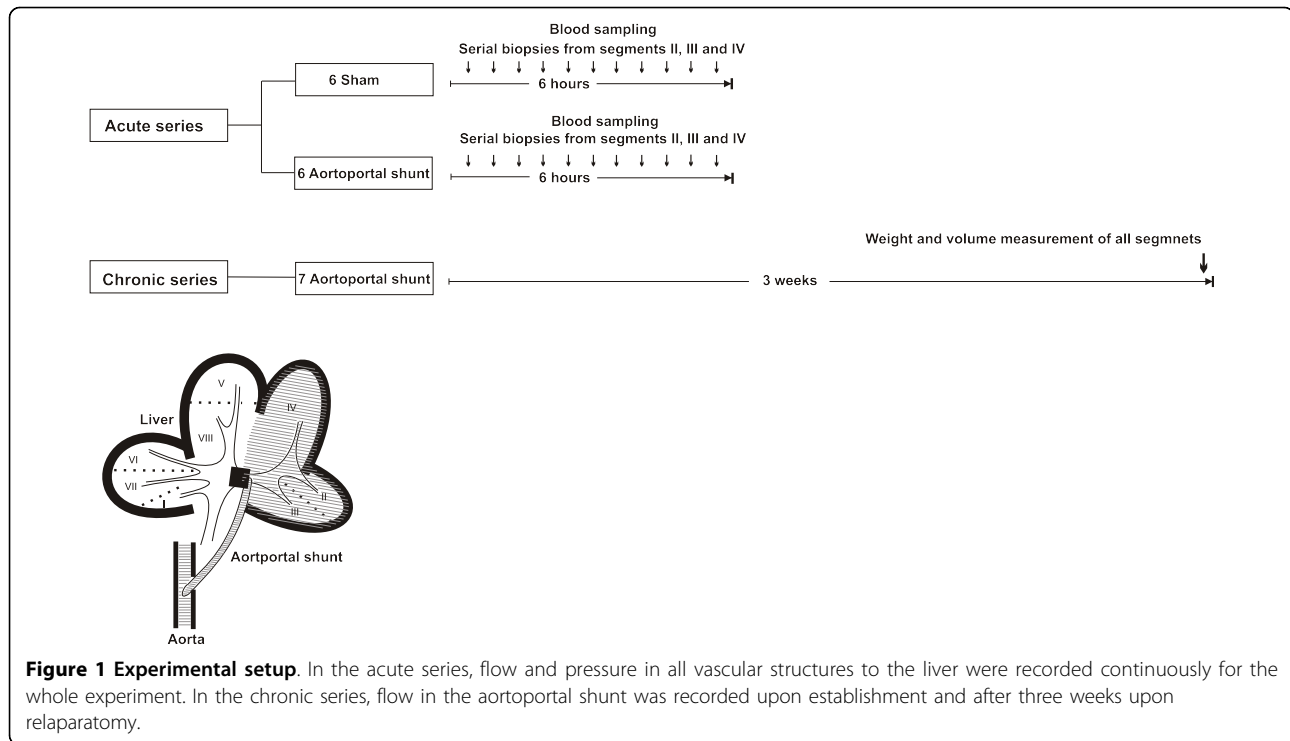 Blood sampling
Serial biopsies from segments II, III and IV
6 Sham
6 hours
Acute series
Blood sampling
Serial biopsies from segments II, III and IV
6 Aortoportal shunt
6 hours
Weight and volume measurement of all segmnets
Chronic series
7 Aortoportal shunt
3 weeks
V
IV
Liver
VIII
VI
VII
I
II
III
Aortportal shunt
Aorta
Figure 1 Experimental setup. In the acute series, flow and pressure in all vascular structures to the liver were recorded continuously for the
whole experiment. In the chronic series, flow in the aortoportal shunt was recorded upon establishment and after three weeks upon
relaparatomy.